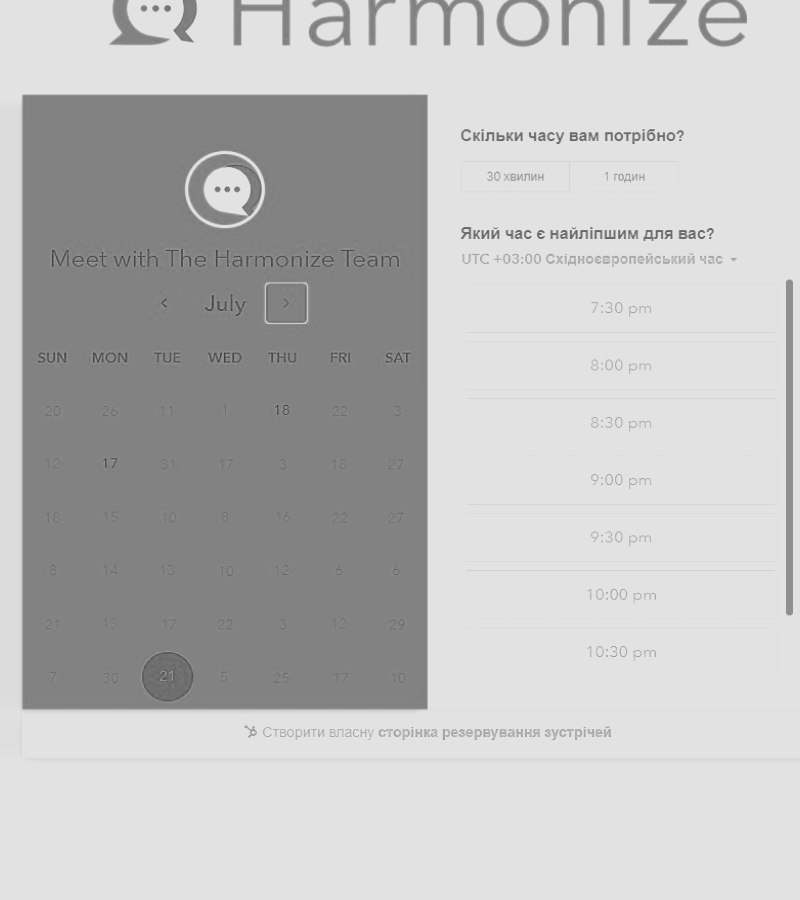 Harmonize
Meet with The Harmonize Team
July
SUN MON TUE WED THU FRI SAT
20 26 11 1 18 22 3
12 17 31 17 3 18 27
18 15 10 8 16 22 27
8 14 13 10 12 6 6
21 13 17 22 3 12 29
7 30 21 5 25 17 10
Скільки часу вам потрібно?
30 хвилин 1 годин
Який час є найліпшим для вас?
UTC +03:00 Східноєвропейський час
7:30 pm
8:00 pm
8:30 pm
9:00 pm
9:30 pm
10:00 pm
10:30 pm
Створити власну сторінка резервування зустрічей